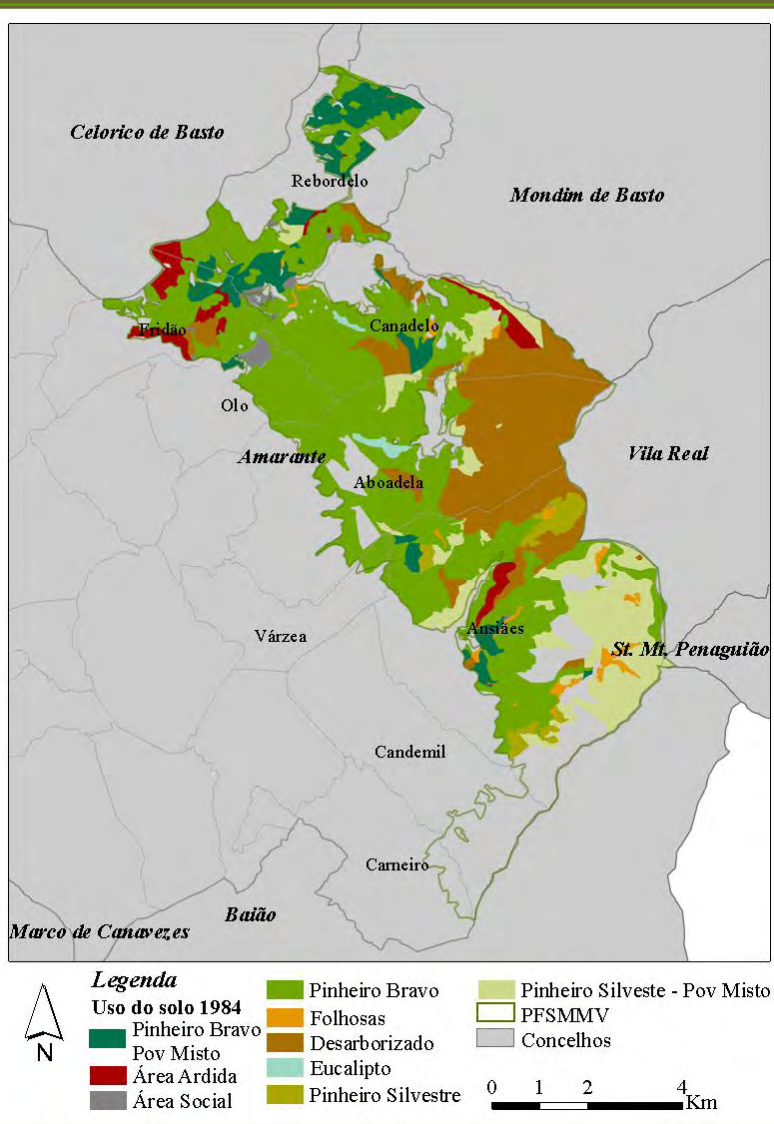 Celorico de Basto
Rebordelo
Mondim de Basto
Fridão
Canadelo
Olo
Amarante
Aboadela
Vila Real
Várzea
Ansiães
St. Mt. Penaguião
Candemil
Carneiro
Baião
Marco de Canavezes
Legenda
Uso do solo 1984
Pinheiro Bravo
Pov Misto
Área Ardida
Área Social
Pinheiro Bravo
Folhosas
Desarborizado
Eucalipto
Pinheiro Silvestre
Pinheiro Silveste - Pov Misto
PFSMMV
Concelhos
N
0 1 2 4
Km